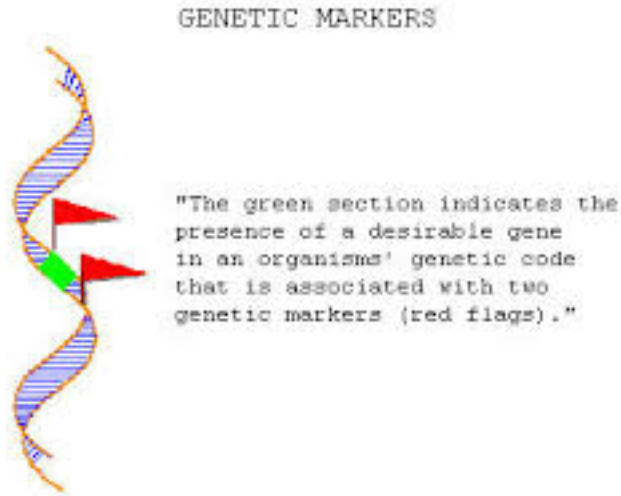 GENETIC MARKERS
"The green section indicates the
presence of a desirable gene
in an organisms' genetic code
that is associated with two
genetic markers (red flags)."